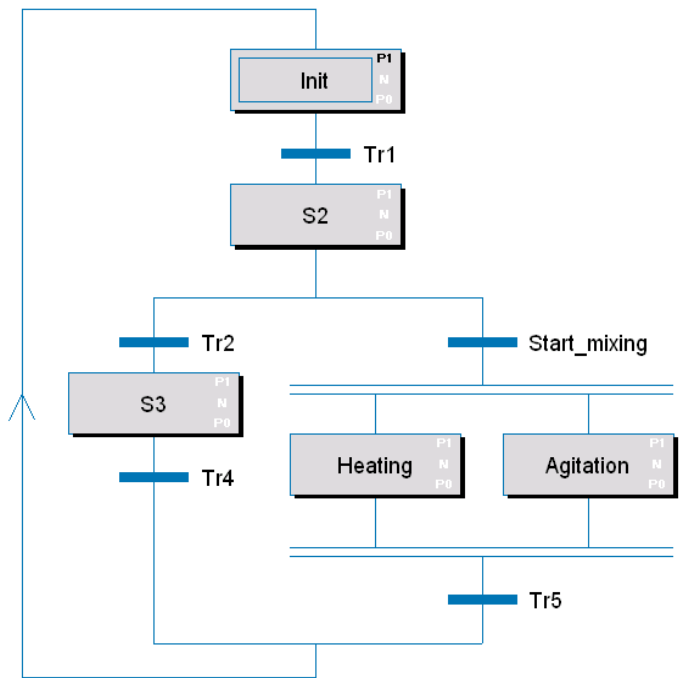 P1
Init
N
P0
Tr1
P1
S2
N
P0
Tr2
Start_mixing
P1
S3
N
P0
P1
Heating
N
P0
P1
Agitation
N
P0
Tr4
Tr5